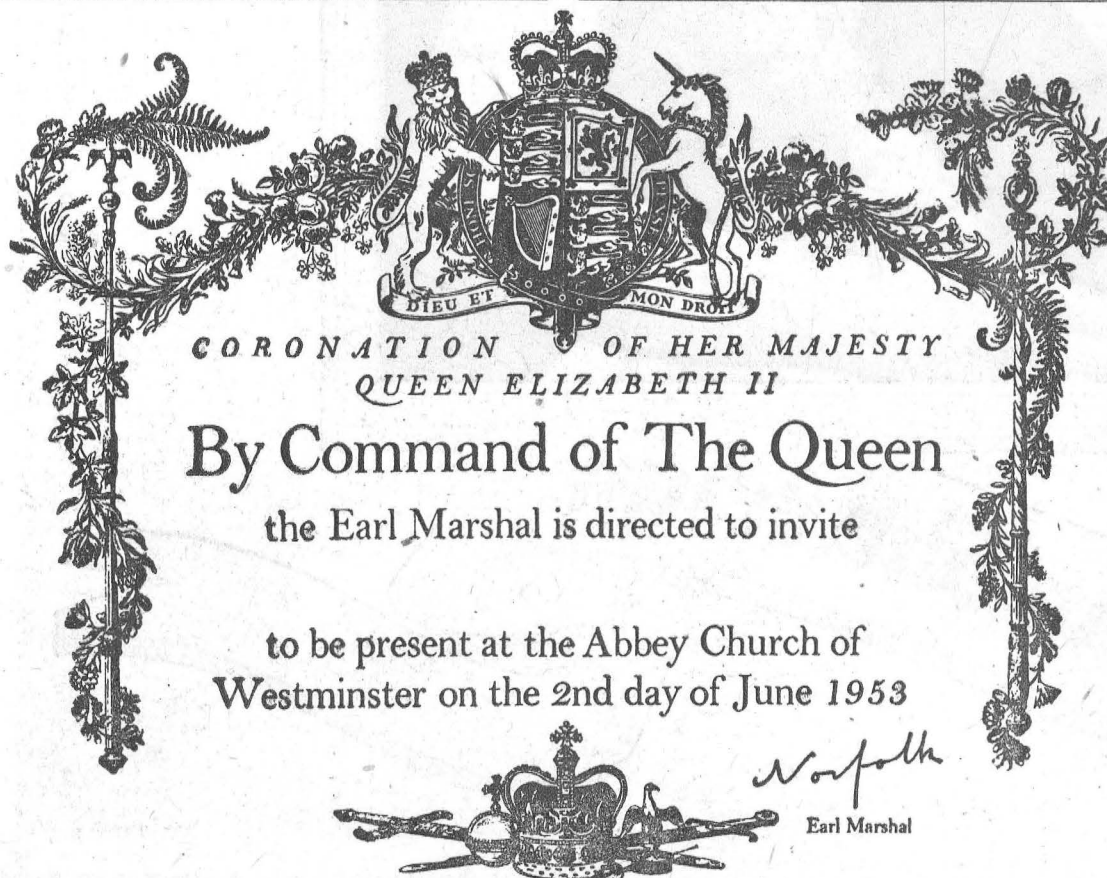 HONI
DIEU ET MON DROIT
CORONATION OF HER MAJESTY
QUEEN ELIZABETH II
By Command of The Queen
the Earl Marshal is directed to invite
to be present at the Abbey Church of
Westminster on the 2nd day of June 1953
Norfolk
Earl Marshal